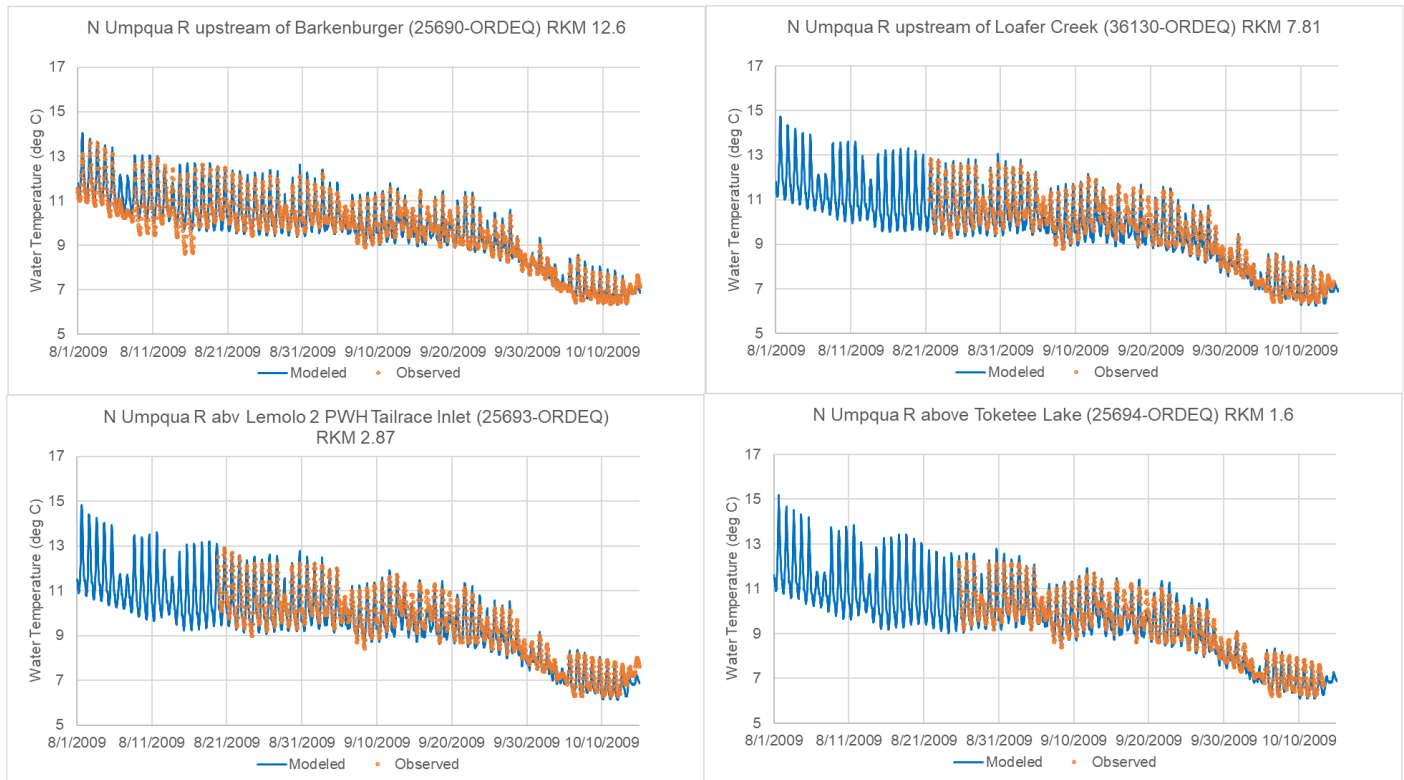 N Umpqua R upstream of Barkenburger (25690-ORDEQ) RKM 12.6
Water Temperature (deg C)
17
15
13
11
9
7
5
8/1/2009 8/11/2009 8/21/2009 8/31/2009 9/10/2009 9/20/2009 9/30/2009 10/10/2009
Modeled Observed
N Umpqua R upstream of Loafer Creek (36130-ORDEQ) RKM 7.81
Water Temperature (deg C)
17
15
13
11
9
7
5
8/1/2009 8/11/2009 8/21/2009 8/31/2009 9/10/2009 9/20/2009 9/30/2009 10/10/2009
Modeled Observed
N Umpqua R abv Lemolo 2 PWH Tailrace Inlet (25693-ORDEQ)
RKM 2.87
Water Temperature (deg C)
17
15
13
11
9
7
5
8/1/2009 8/11/2009 8/21/2009 8/31/2009 9/10/2009 9/20/2009 9/30/2009 10/10/2009
Modeled Observed
N Umpqua R above Toketee Lake (25694-ORDEQ) RKM 1.6
Water Temperature (deg C)
17
15
13
11
9
7
5
8/1/2009 8/11/2009 8/21/2009 8/31/2009 9/10/2009 9/20/2009 9/30/2009 10/10/2009
Modeled Observed